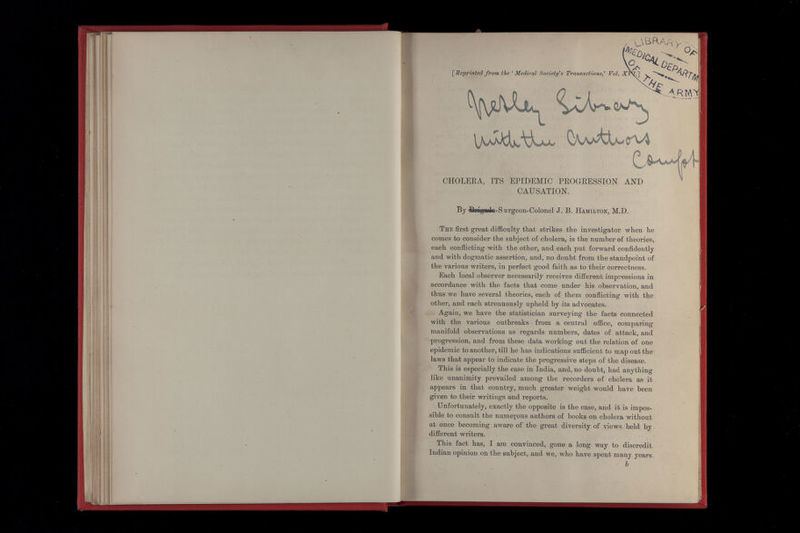 [Reprinted from the 'Medical Society's Transactions,' Vol.
LIBRARY OF
MEDICAL DEPARTM
OF THE ARMY
Netley Library
with the Authors
CHOLERA, ITS EPIDEMIC PROGRESSION AND
CAUSATION.
By Brigade-Surgeon-Colonel J. B. HAMILTON, M.D.
THE first great difficulty that strikes the investigator when he
comes to consider the subject of cholera, is the number of theories,
each conflicting with the other, and each put forward confidently
and with dogmatic assertion, and, no doubt from the standpoint of
the various writers, in perfect good faith as to their correctness.
Each local observer necessarily receives different impressions in
accordance with the facts that come under his observation, and
thus we have several theories, each of them conflicting with the
other, and each strenuously upheld by its advocates.
Again, we have the statistician surveying the facts connected
with the various outbreaks from a central office, comparing
manifold observations as regards numbers, dates of attack, and
progression, and from these data working out the relation of one
epidemic to another, till he has indications sufficient to map out the
laws that appear to indicate the progressive steps of the disease.
This is especially the case in India, and, no doubt, had anything
like unanimity prevailed among the recorders of cholera as it
appears in that country, much greater weight would have been
given to their writings and reports.
Unfortunately, exactly the opposite is the case, and it is impos-
sible to consult the numerous authors of books on cholera without
at once becoming aware of the great diversity of views held by
different writers.
This fact has, I am convinced, gone a long way to discredit
Indian opinion on the subject, and we, who have spent many years
b